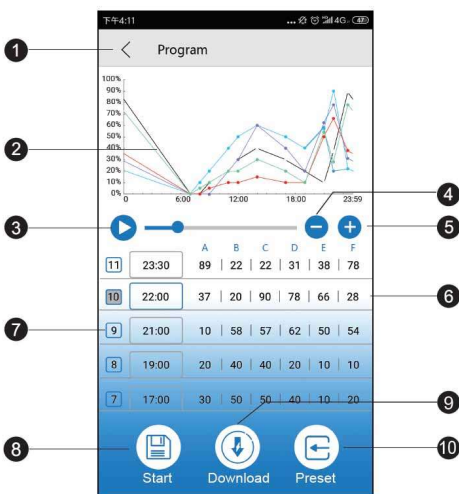 下午4:11 ... 4G 47
1 Program
100%
90%
80%
70%
60%
50%
40%
30%
20%
10%
0%
0 6:00 12:00 18:00 23:59
2
3 4 5
A B C D E F
11 23:30 89 | 22 | 22 | 31 | 38 | 78
10 22:00 37 | 20 | 90 | 78 | 66 | 28 6
7 9 21:00 10 | 58 | 57 | 62 | 50 | 54
8 19:00 20 | 40 | 40 | 20 | 10 | 10
7 17:00 30 | 50 | 50 | 40 | 10 | 20 9
8 10
Start Download Preset